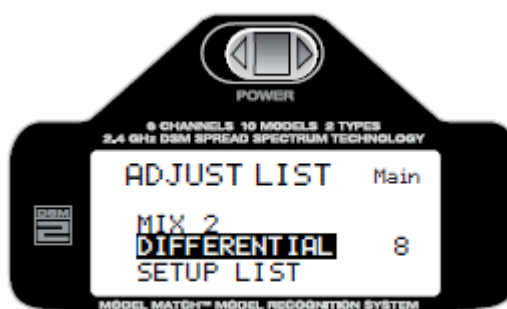 POWER
6 CHANNELS 10 MODELS 2 TYPES
2.4 GHz DSM SPREAD SPECTRUM TECHNOLOGY
ADJUST LIST Main
MIX 2
DIFFERENTIAL 8
SETUP LIST
DSM
2
MODEL MATCH™ MODEL RECOGNITION SYSTEM